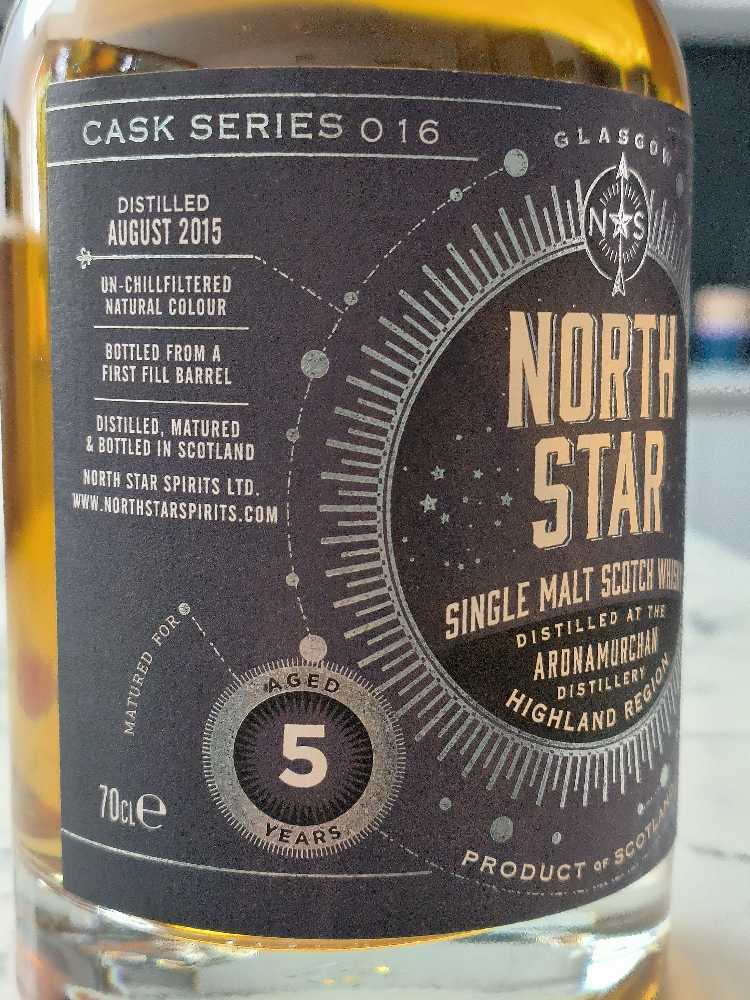 CASK SERIES 016
DISTILLED
AUGUST 2015
UN-CHILLFILTERED
NATURAL COLOUR
BOTTLED FROM A
FIRST FILL BARREL
DISTILLED, MATURED
& BOTTLED IN SCOTLAND
NORTH STAR SPIRITS LTD.
WWW.NORTHSTARSPIRITS.COM
MATURED FOR
AGED
5
YEARS
70CL e
GLASGOW
N S
NORTH
STAR
SINGLE MALT SCOTCH WHISKY
DISTILLED AT THE
ARDNAMURCHAN
DISTILLERY
HIGHLAND REGION
PRODUCT OF SCOTLAND